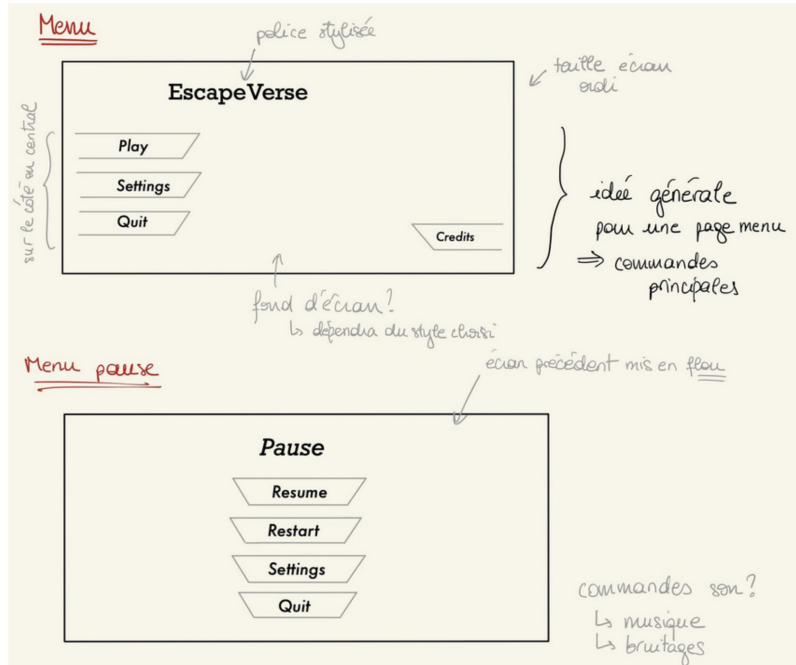 Menu
police stylisée
EscapeVerse
taille écran
ordi
sur le côté ou central
Play
Settings
Quit
Credits
ideé générale
pour une page menu
⇒ commandes
principales
fond d'écran?
↳ dépendra du style choisi
Menu pause
écran précédent mis en flou
Pause
Resume
Restart
Settings
Quit
commandes son?
↳ musique
↳ bruitages